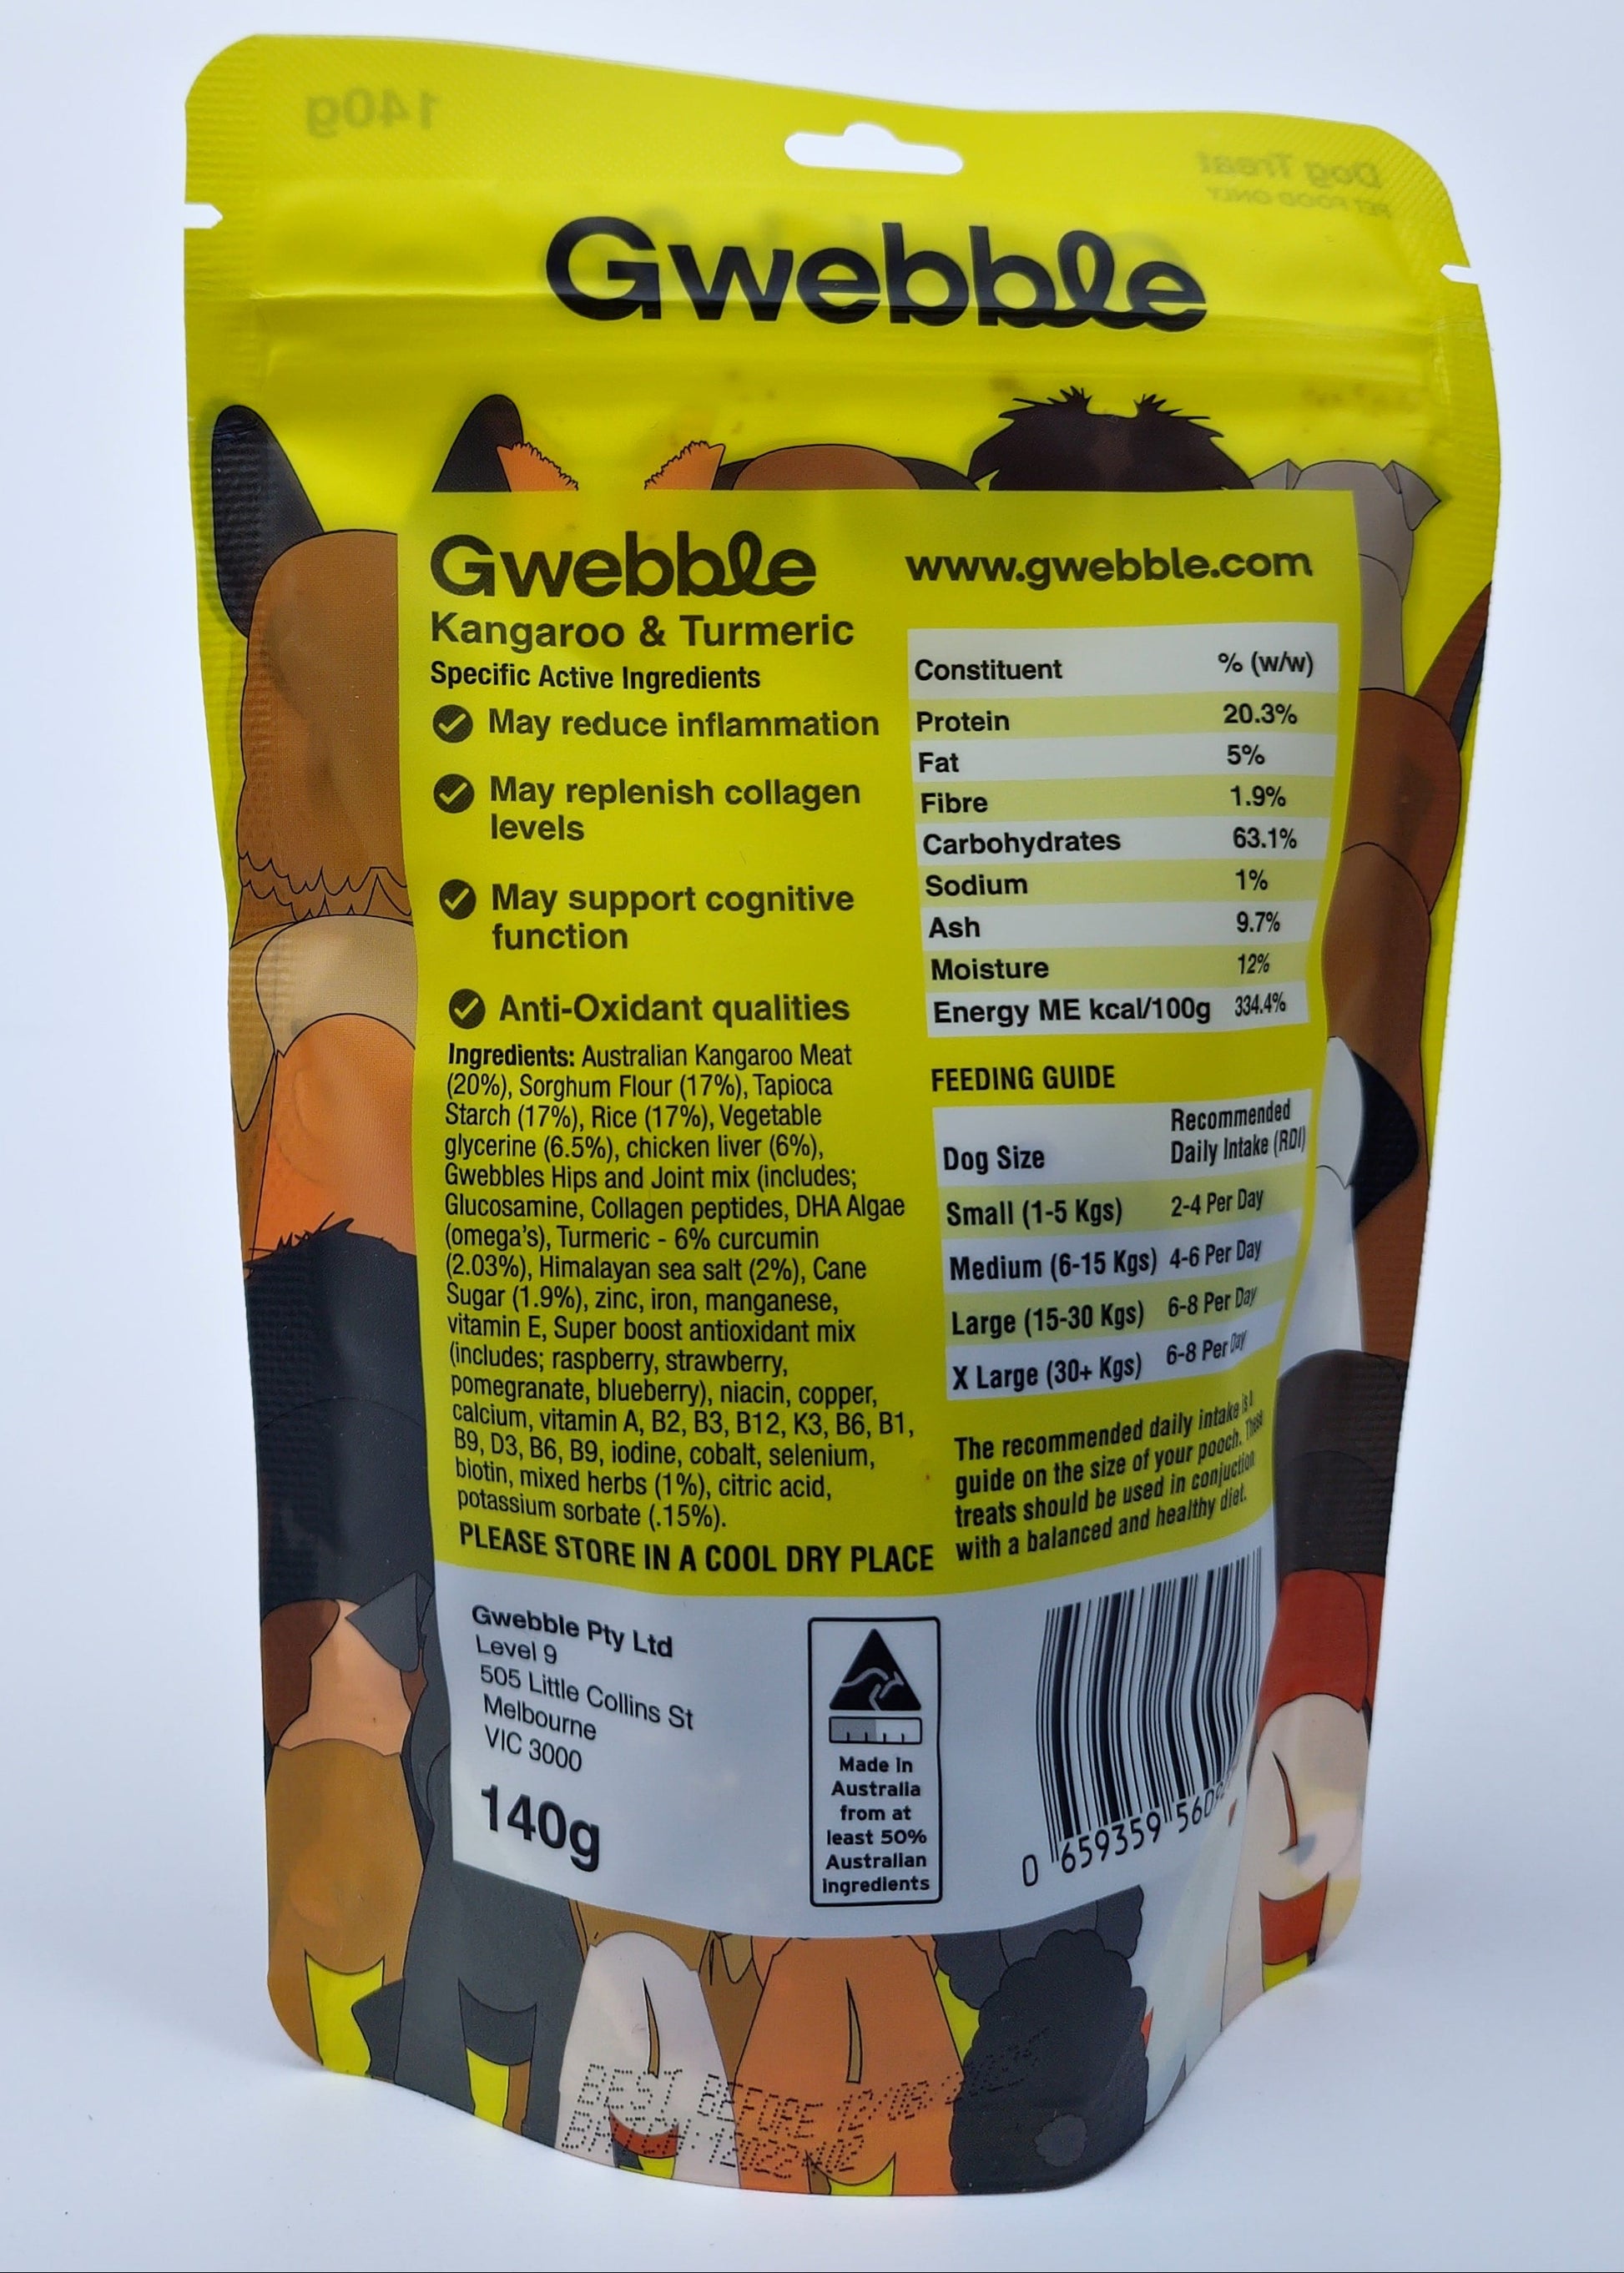 140g
Dog Treat
PET FOOD ONLY
Gwebble
Gwebble
Kangaroo & Turmeric
Specific Active Ingredients
May reduce inflammation
May replenish collagen
levels
May support cognitive
function
Anti-Oxidant qualities
Ingredients: Australian Kangaroo Meat
(20%), Sorghum Flour (17%), Tapioca
Starch (17%), Rice (17%), Vegetable
glycerine (6.5%), chicken liver (6%),
Gwebbles Hips and Joint mix (includes;
Glucosamine, Collagen peptides, DHA Algae
(omega's), Turmeric - 6% curcumin
(2.03%), Himalayan sea salt (2%), Cane
Sugar (1.9%), zinc, iron, manganese,
vitamin E, Super boost antioxidant mix
(includes; raspberry, strawberry,
pomegranate, blueberry), niacin, copper,
calcium, vitamin A, B2, B3, B12, K3, B6, B1,
B9, D3, B6, B9, iodine, cobalt, selenium,
biotin, mixed herbs (1%), citric acid,
potassium sorbate (.15%).
PLEASE STORE IN A COOL DRY PLACE
www.gwebble.com
Constituent % (w/w)
Protein 20.3%
Fat 5%
Fibre 1.9%
Carbohydrates 63.1%
Sodium 1%
Ash 9.7%
Moisture 12%
Energy ME kcal/100g 334.4%
FEEDING GUIDE
Dog Size Recommended
Daily Intake (RDI)
Small (1-5 Kgs) 2-4 Per Day
Medium (6-15 Kgs) 4-6 Per Day
Large (15-30 Kgs) 6-8 Per Day
X Large (30+ Kgs) 6-8 Per Day
The recommended daily intake is a
guide on the size of your pooch. These
treats should be used in conjuction
with a balanced and healthy diet.
Gwebble Pty Ltd
Level 9
505 Little Collins St
Melbourne
VIC 3000
140g
Made in
Australia
from at
least 50%
Australian
ingredients
0 659359 560
BEST BEFORE 12/08/
BATCH: